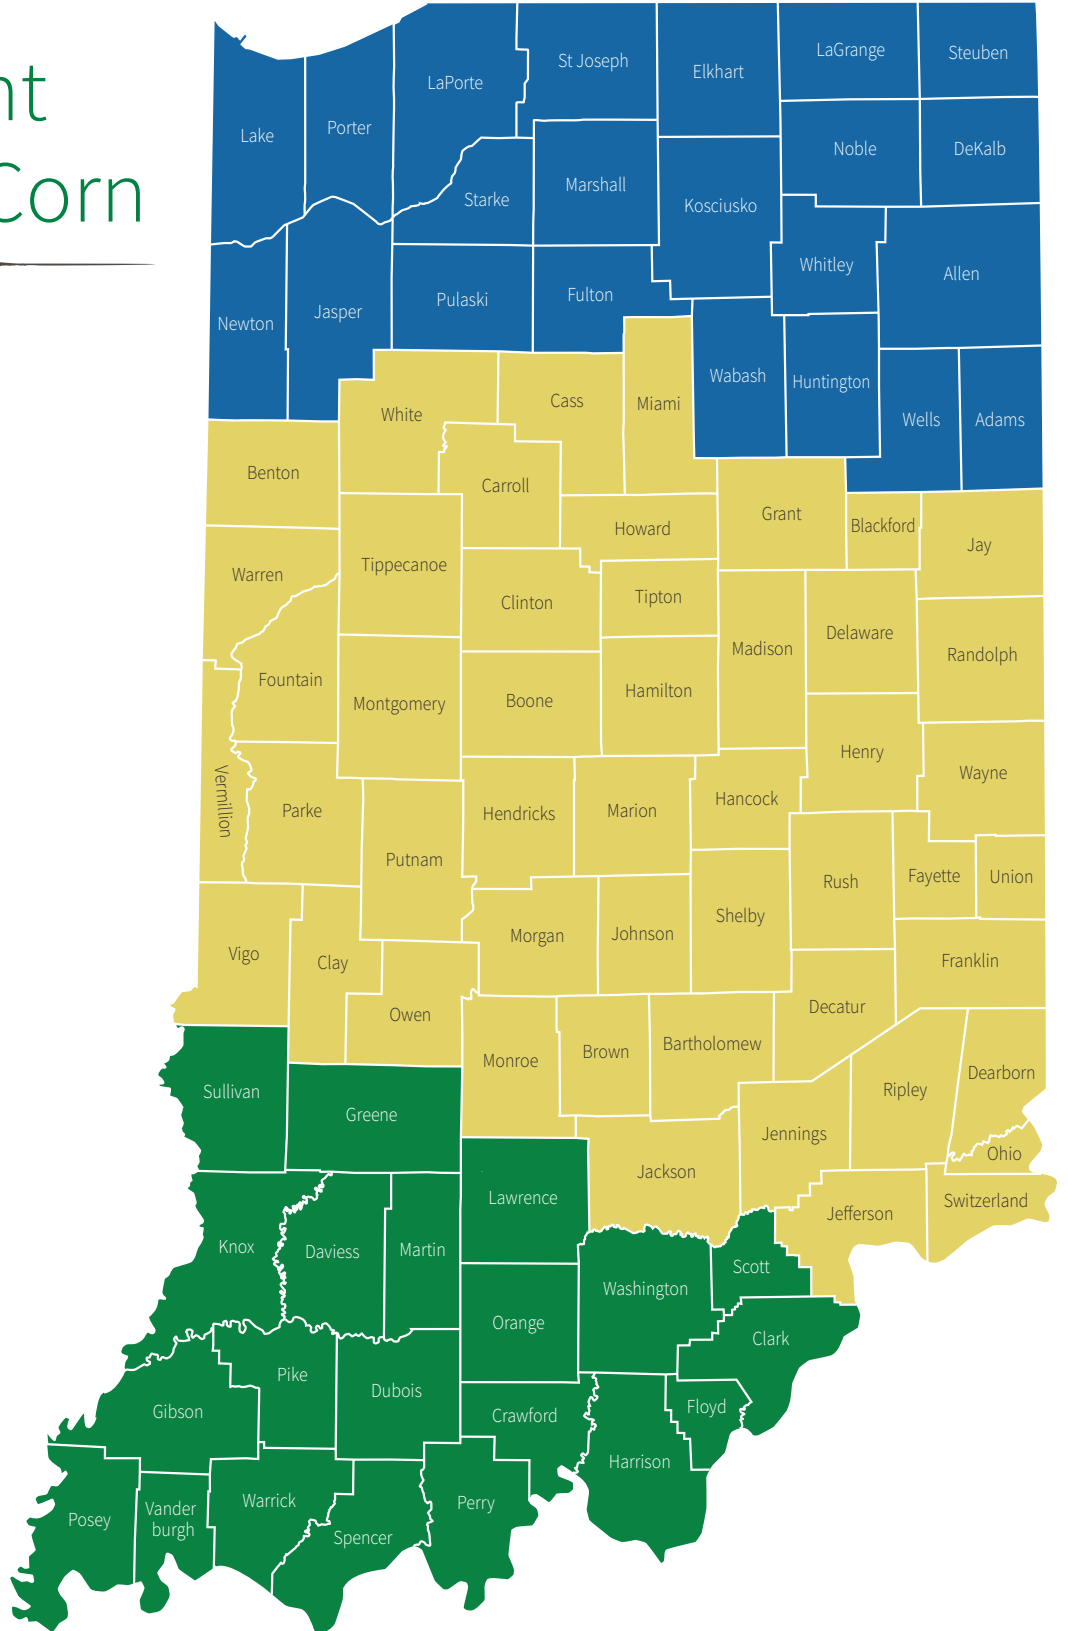 nt
Corn
LaGrange
Steuben
St Joseph
Elkhart
LaPorte
Lake
Porter
Noble
DeKalb
Marshall
Starke
Kosciusko
Whitley
Allen
Pulaski
Fulton
Jasper
Newton
Wabash
Huntington
Wells
Adams
White
Cass
Miami
Benton
Carroll
Grant
Blackford
Howard
Jay
Warren
Tippecanoe
Clinton
Tipton
Delaware
Madison
Randolph
Fountain
Montgomery
Boone
Hamilton
Henry
Wayne
Vermillion
Parke
Hendricks
Marion
Hancock
Putnam
Rush
Fayette
Union
Shelby
Morgan
Johnson
Vigo
Clay
Franklin
Owen
Decatur
Monroe
Brown
Bartholomew
Dearborn
Sullivan
Greene
Ripley
Jennings
Ohio
Jackson
Lawrence
Switzerland
Jefferson
Knox
Daviess
Martin
Scott
Washington
Orange
Clark
Pike
Dubois
Gibson
Crawford
Floyd
Harrison
Warrick
Perry
Posey
Vander
burgh
Spencer